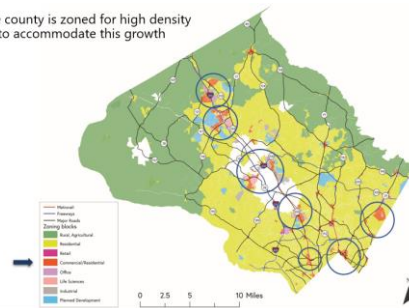 county is zoned for high density
to accommodate this growth
Metrorail
Freeways
Major Roads
Zoning blocks
Rural, Agricultural
Residential
Retail
Commercial/Residential
Office
Life Sciences
Industrial
Planned Development
0 2.5 5 10 Miles